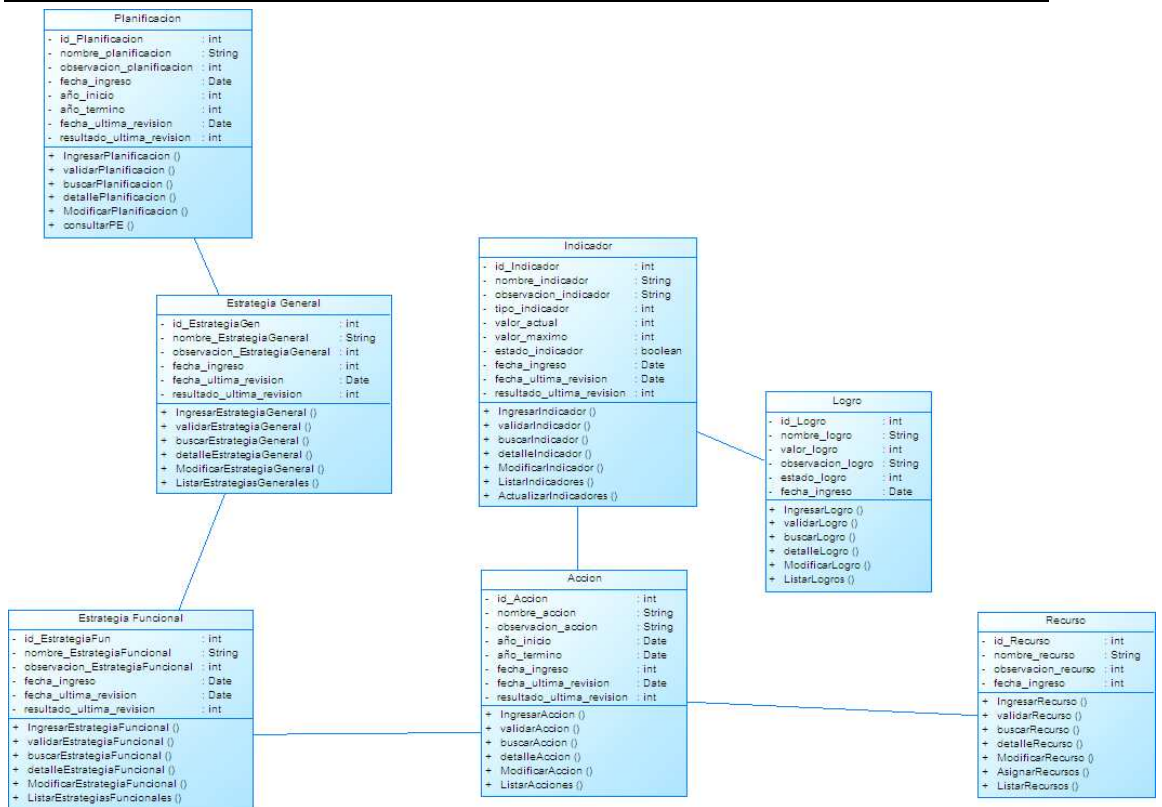 Planificacion
- id_Planificacion : int
- nombre_planificacion : String
- observacion_planificacion : int
- fecha_ingreso : Date
- año_inicio : int
- año_termino : int
- fecha_ultima_revision : Date
- resultado_ultima_revision : int
+ IngresarPlanificacion ()
+ validarPlanificacion ()
+ buscarPlanificacion ()
+ detallePlanificacion ()
+ ModificarPlanificacion ()
+ consultarPE ()
Estrategia General
- id_EstrategiaGen : int
- nombre_EstrategiaGeneral : String
- observacion_EstrategiaGeneral : int
- fecha_ingreso : int
- fecha_ultima_revision : Date
- resultado_ultima_revision : int
+ IngresarEstrategiaGeneral ()
+ validarEstrategiaGeneral ()
+ buscarEstrategiaGeneral ()
+ detalleEstrategiaGeneral ()
+ ModificarEstrategiaGeneral ()
+ ListarEstrategiasGenerales ()
Indicador
- id_Indicador : int
- nombre_indicador : String
- observacion_indicador : String
- tipo_indicador : int
- valor_actual : int
- valor_maximo : int
- estado_indicador : boolean
- fecha_ingreso : Date
- fecha_ultima_revision : Date
- resultado_ultima_revision : int
+ IngresarIndicador ()
+ validarIndicador ()
+ buscarIndicador ()
+ detalleIndicador ()
+ ModificarIndicador ()
+ ListarIndicadores ()
+ ActualizarIndicadores ()
Logro
- id_Logro : int
- nombre_logro : String
- valor_logro : int
- observacion_logro : String
- estado_logro : int
- fecha_ingreso : Date
+ IngresarLogro ()
+ validarLogro ()
+ buscarLogro ()
+ detalleLogro ()
+ ModificarLogro ()
+ ListarLogros ()
Estrategia Funcional
- id_EstrategiaFun : int
- nombre_EstrategiaFuncional : String
- observacion_EstrategiaFuncional : int
- fecha_ingreso : Date
- fecha_ultima_revision : Date
- resultado_ultima_revision : int
+ IngresarEstrategiaFuncional ()
+ validarEstrategiaFuncional ()
+ buscarEstrategiaFuncional ()
+ detalleEstrategiaFuncional ()
+ ModificarEstrategiaFuncional ()
+ ListarEstrategiasFuncionales ()
Accion
- id_Accion : int
- nombre_accion : String
- observacion_accion : String
- año_inicio : Date
- año_termino : Date
- fecha_ingreso : int
- fecha_ultima_revision : Date
- resultado_ultima_revision : int
+ IngresarAccion ()
+ validarAccion ()
+ buscarAccion ()
+ detalleAccion ()
+ ModificarAccion ()
+ ListarAcciones ()
Recurso
- id_Recurso : int
- nombre_recurso : String
- observacion_recurso : int
- fecha_ingreso : int
+ IngresarRecurso ()
+ validarRecurso ()
+ buscarRecurso ()
+ detalleRecurso ()
+ ModificarRecurso ()
+ AsignarRecursos ()
+ ListarRecursos ()